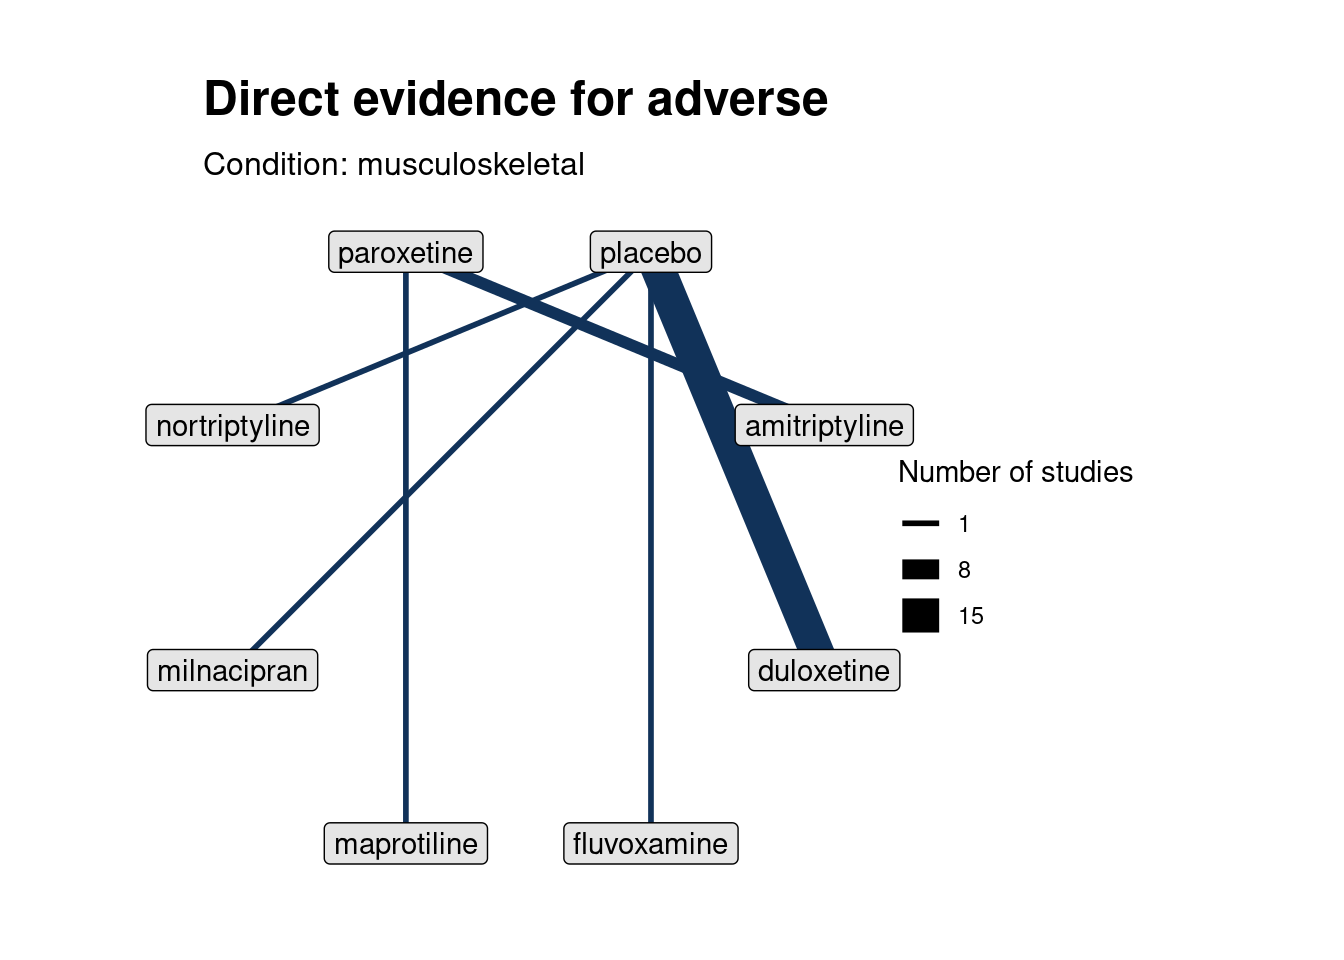 Direct evidence for adverse
Condition: musculoskeletal
paroxetine
placebo
nortriptyline
amitriptyline
Number of studies
1
8
15
milnacipran
duloxetine
maprotiline
fluvoxamine